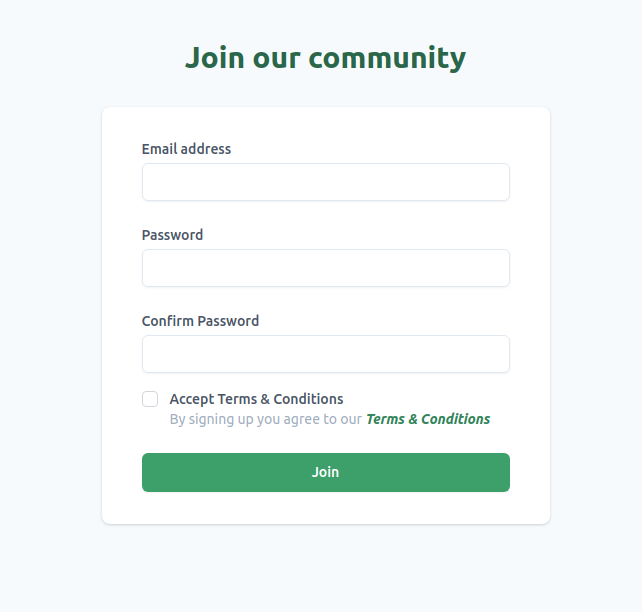 Join our community
Email address
Password
Confirm Password
Accept Terms & Conditions
By signing up you agree to our Terms & Conditions
Join